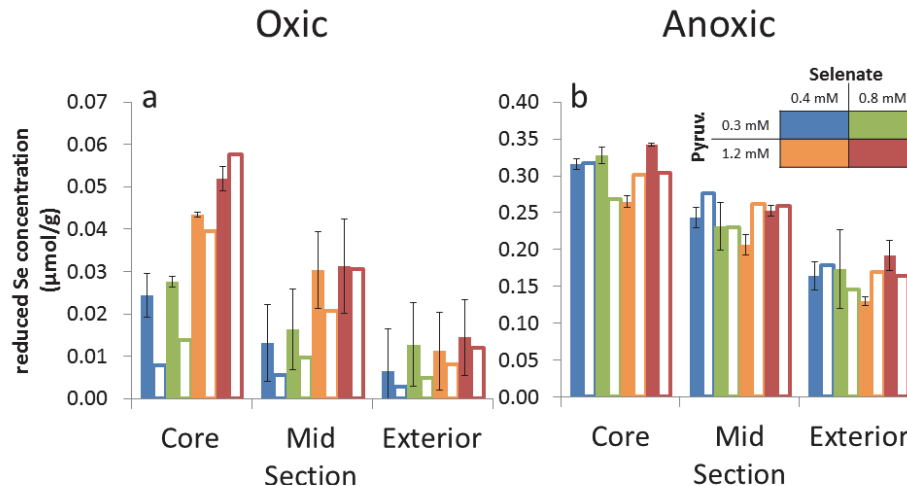 Oxic
Anoxic
a
b
reduced Se concentration
(µmol/g)
0.07
0.06
0.05
0.04
0.03
0.02
0.01
0.00
Core Mid Exterior
Section
0.40
0.35
0.30
0.25
0.20
0.15
0.10
0.05
0.00
Core Mid Exterior
Section
Selenate
0.4 mM 0.8 mM
Pyruv.
0.3 mM
1.2 mM